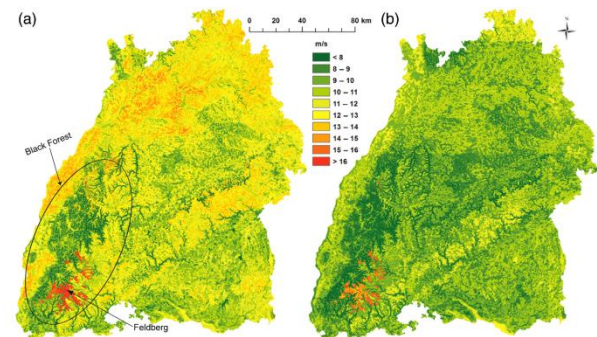 (a)
0 20 40 80 km
(b)
m/s
< 8
8 – 9
9 – 10
10 – 11
11 – 12
12 – 13
13 – 14
14 – 15
15 – 16
> 16
Black Forest
Feldberg